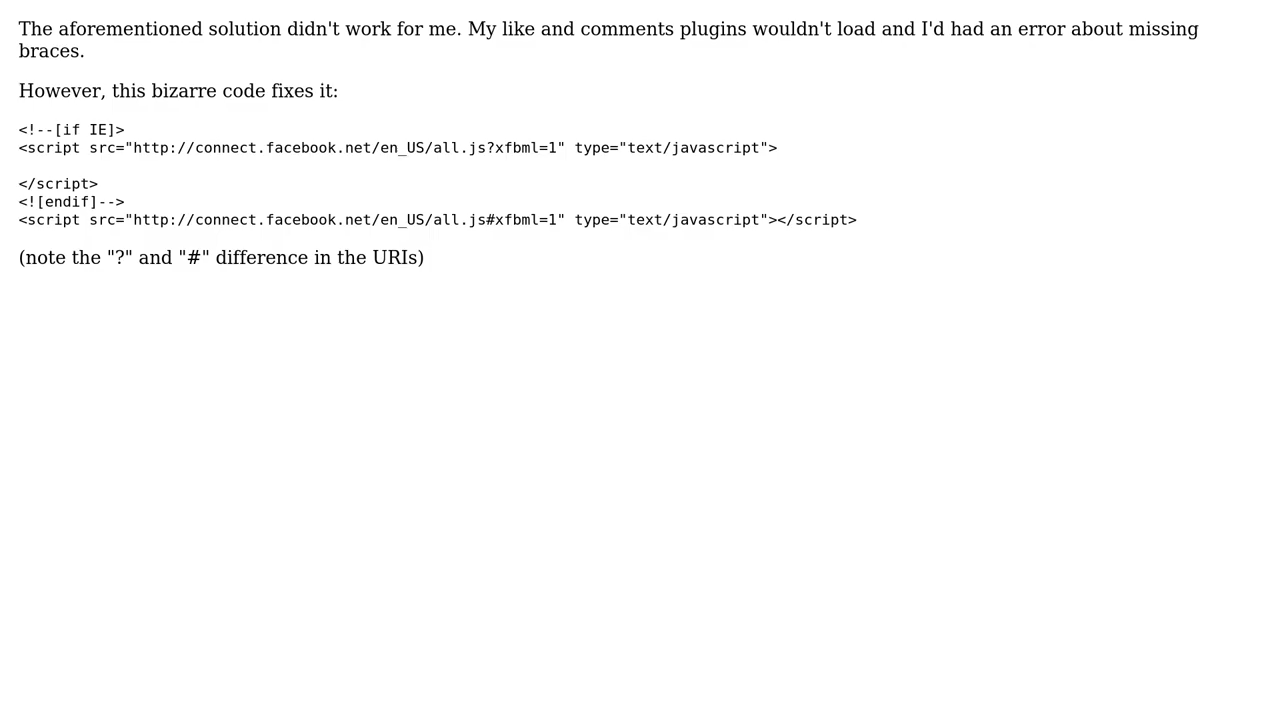 The aforementioned solution didn't work for me. My like and comments plugins wouldn't load and I'd had an error about missing
braces.
However, this bizarre code fixes it:
<!--[if IE]>
<script src="http://connect.facebook.net/en_US/all.js?xfbml=1" type="text/javascript">
</script>
<![endif]-->
<script src="http://connect.facebook.net/en_US/all.js#xfbml=1" type="text/javascript"></script>
(note the "?" and "#" difference in the URIs)